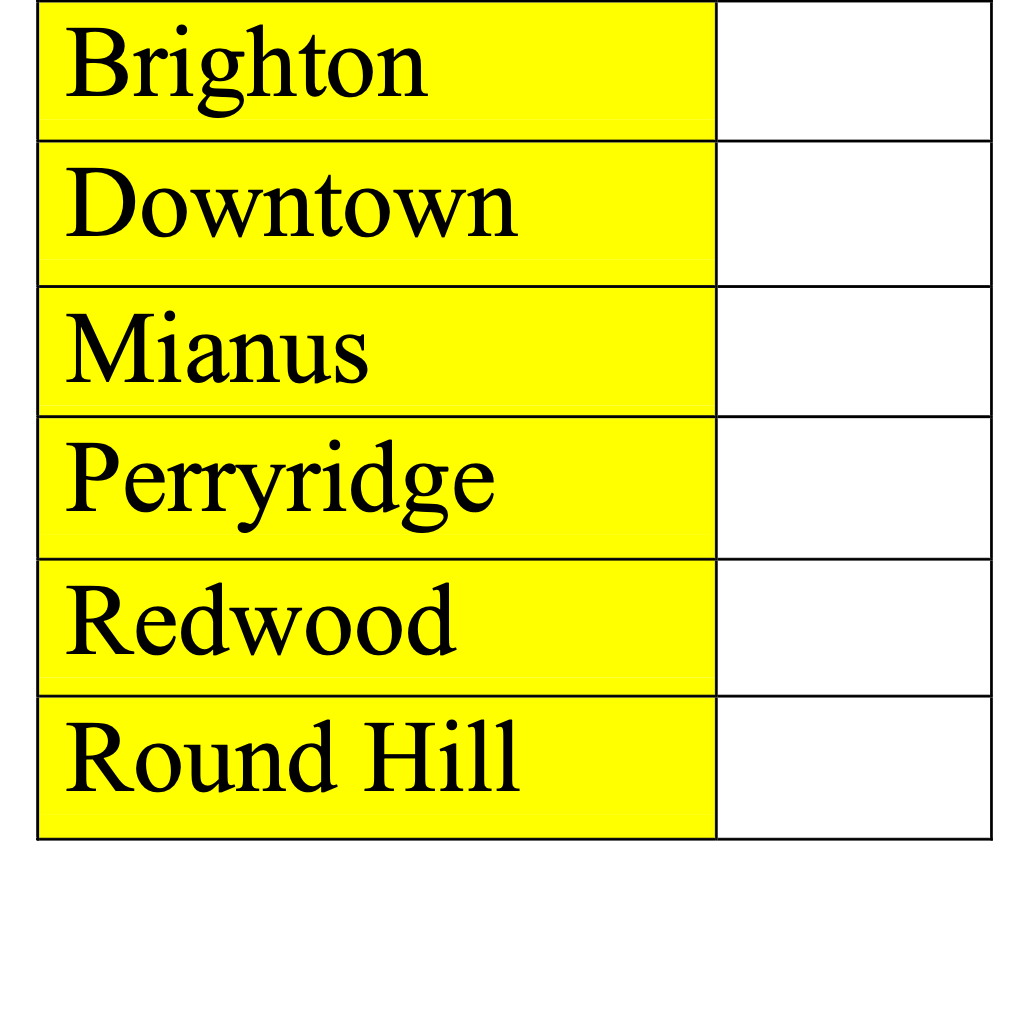 Brighton
Downtown
Mianus
Perryridge
Redwood
Round Hill